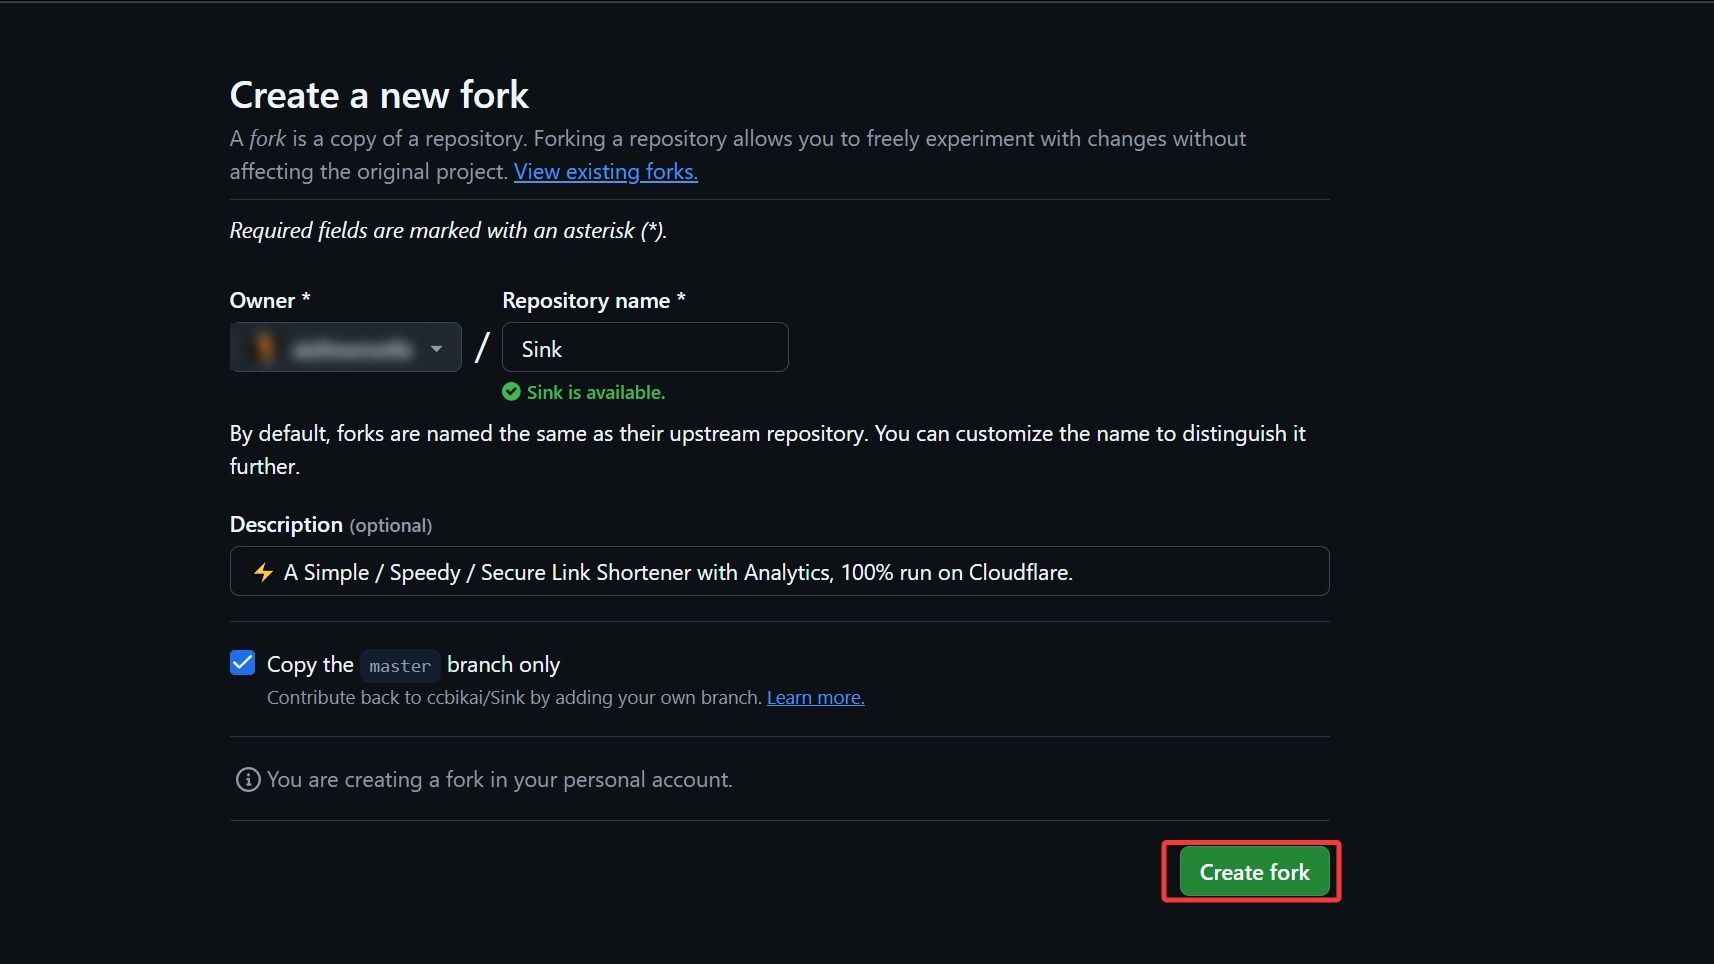 Create a new fork
A fork is a copy of a repository. Forking a repository allows you to freely experiment with changes without
affecting the original project. View existing forks.
Required fields are marked with an asterisk (*).
Owner *
Repository name *
/
Sink
Sink is available.
By default, forks are named the same as their upstream repository. You can customize the name to distinguish it
further.
Description (optional)
⚡ A Simple / Speedy / Secure Link Shortener with Analytics, 100% run on Cloudflare.
Copy the master branch only
Contribute back to ccbikai/Sink by adding your own branch. Learn more.
You are creating a fork in your personal account.
Create fork